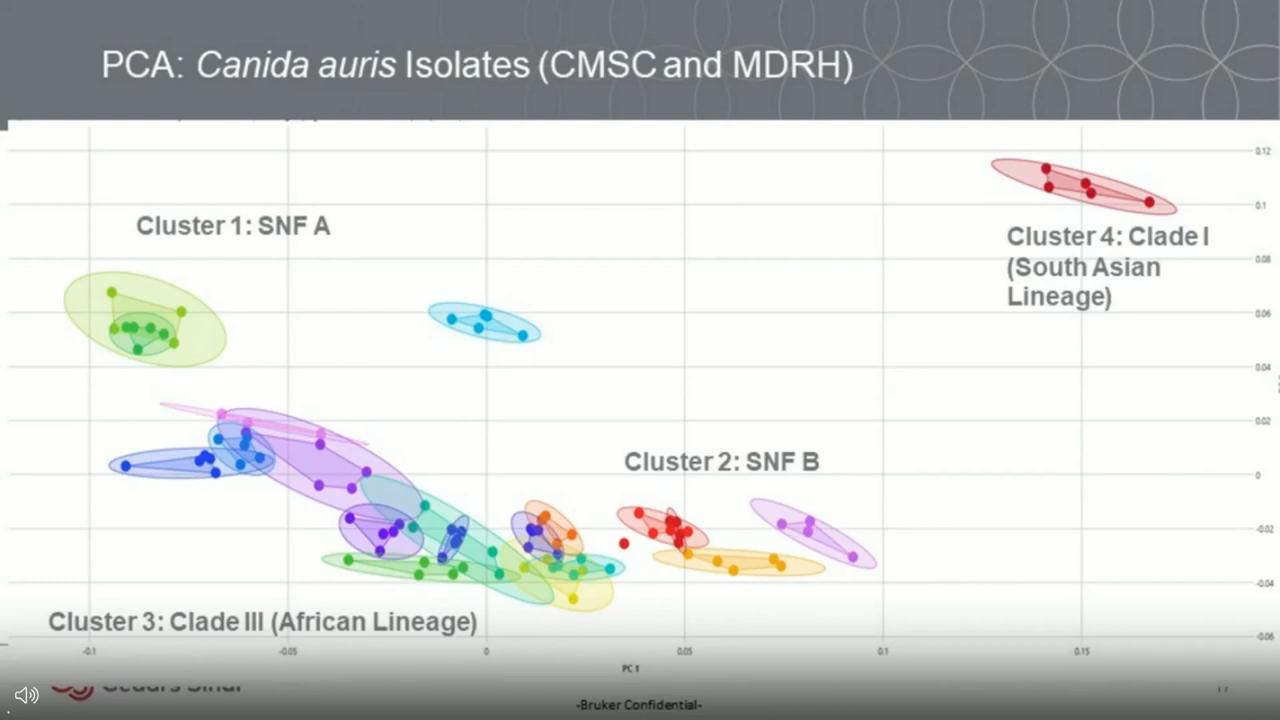 PCA: Canida auris Isolates (CMSC and MDRH)
0.12
Cluster 1: SNF A
0.1
Cluster 4: Clade I
(South Asian
Lineage)
0.08
0.06
0.04
0.02
Cluster 2: SNF B
0
-0.02
-0.04
Cluster 3: Clade III (African Lineage)
-0.06
-0.1
-0.05
0
0.05
0.1
0.15
PC 1
-Bruker Confidential-